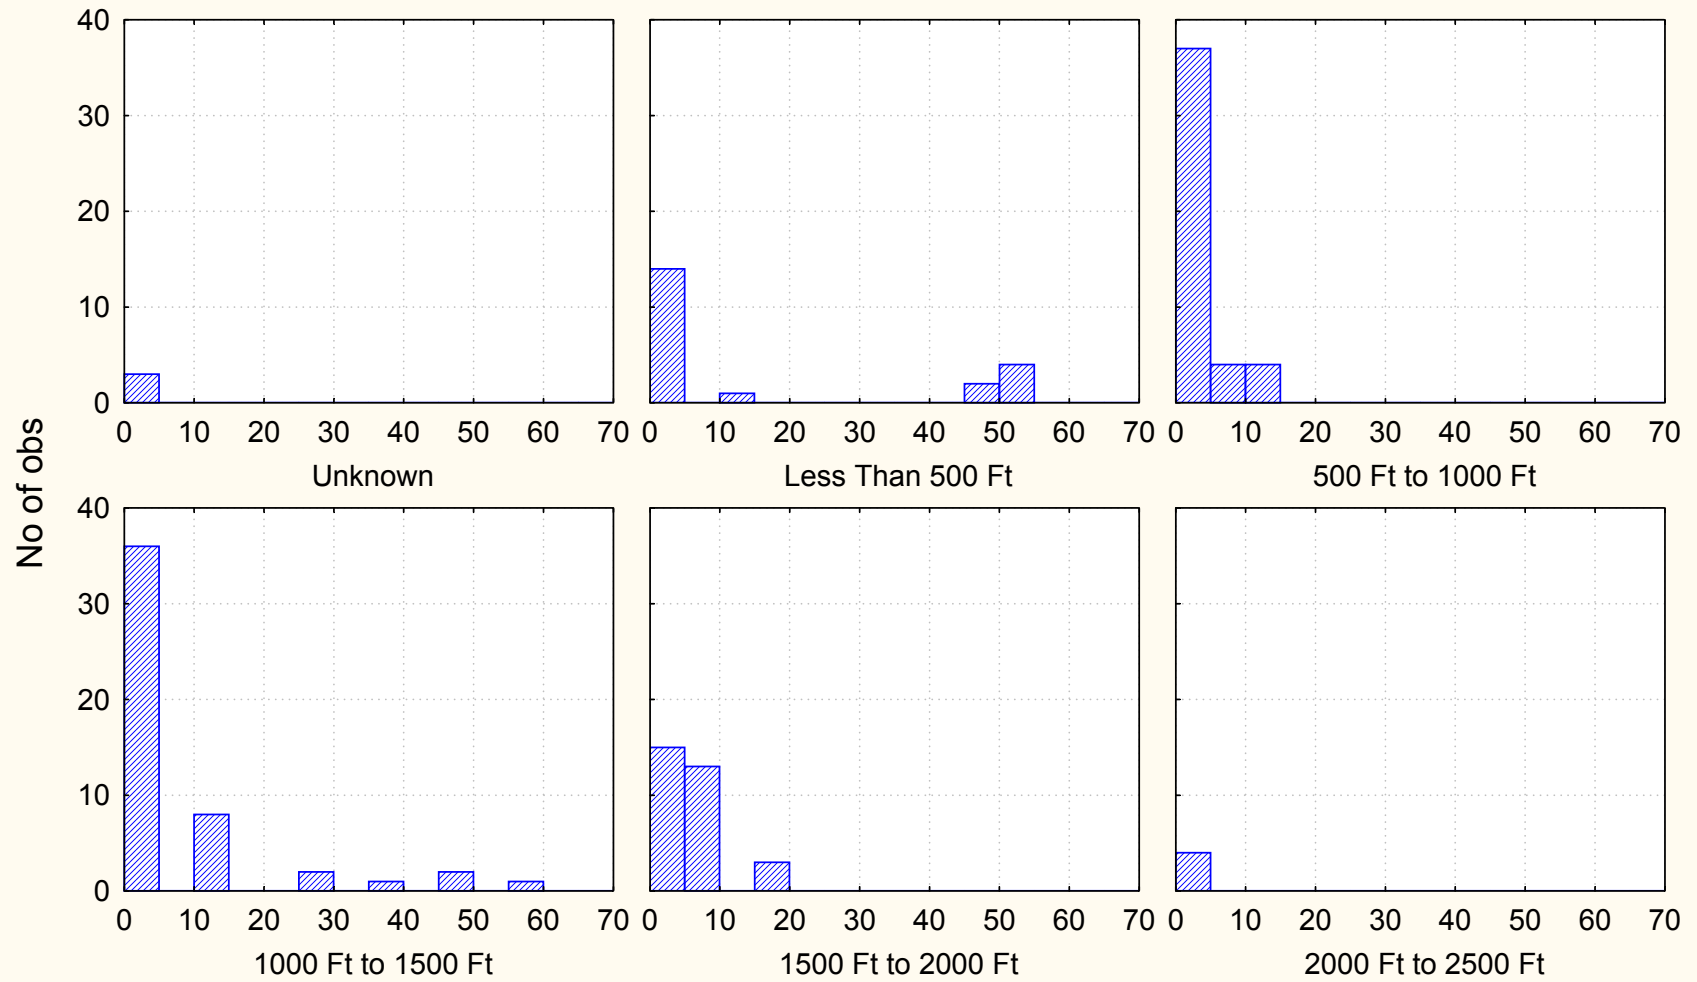 No of obs
40
30
20
10
0
0 10 20 30 40 50 60 70
Unknown
0 10 20 30 40 50 60 70
Less Than 500 Ft
0 10 20 30 40 50 60 70
500 Ft to 1000 Ft
40
30
20
10
0
0 10 20 30 40 50 60 70
1000 Ft to 1500 Ft
0 10 20 30 40 50 60 70
1500 Ft to 2000 Ft
0 10 20 30 40 50 60 70
2000 Ft to 2500 Ft